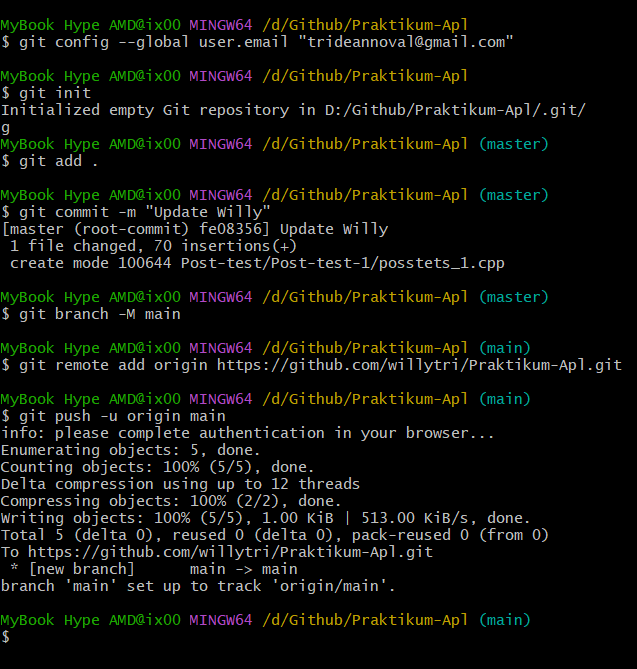 MyBook Hype AMD@ix00 MINGW64 /d/Github/Praktikum-Apl
$ git config --global user.email "trideannoval@gmail.com"
MyBook Hype AMD@ix00 MINGW64 /d/Github/Praktikum-Apl
$ git init
Initialized empty Git repository in D:/Github/Praktikum-Apl/.git/
g
MyBook Hype AMD@ix00 MINGW64 /d/Github/Praktikum-Apl (master)
$ git add .
MyBook Hype AMD@ix00 MINGW64 /d/Github/Praktikum-Apl (master)
$ git commit -m "Update Willy"
[master (root-commit) fe08356] Update Willy
 1 file changed, 70 insertions(+)
 create mode 100644 Post-test/Post-test-1/posstets_1.cpp
MyBook Hype AMD@ix00 MINGW64 /d/Github/Praktikum-Apl (master)
$ git branch -M main
MyBook Hype AMD@ix00 MINGW64 /d/Github/Praktikum-Apl (main)
$ git remote add origin https://github.com/willytri/Praktikum-Apl.git
MyBook Hype AMD@ix00 MINGW64 /d/Github/Praktikum-Apl (main)
$ git push -u origin main
info: please complete authentication in your browser...
Enumerating objects: 5, done.
Counting objects: 100% (5/5), done.
Delta compression using up to 12 threads
Compressing objects: 100% (2/2), done.
Writing objects: 100% (5/5), 1.00 KiB | 513.00 KiB/s, done.
Total 5 (delta 0), reused 0 (delta 0), pack-reused 0 (from 0)
To https://github.com/willytri/Praktikum-Apl.git
 * [new branch]      main -> main
branch 'main' set up to track 'origin/main'.
MyBook Hype AMD@ix00 MINGW64 /d/Github/Praktikum-Apl (main)
$